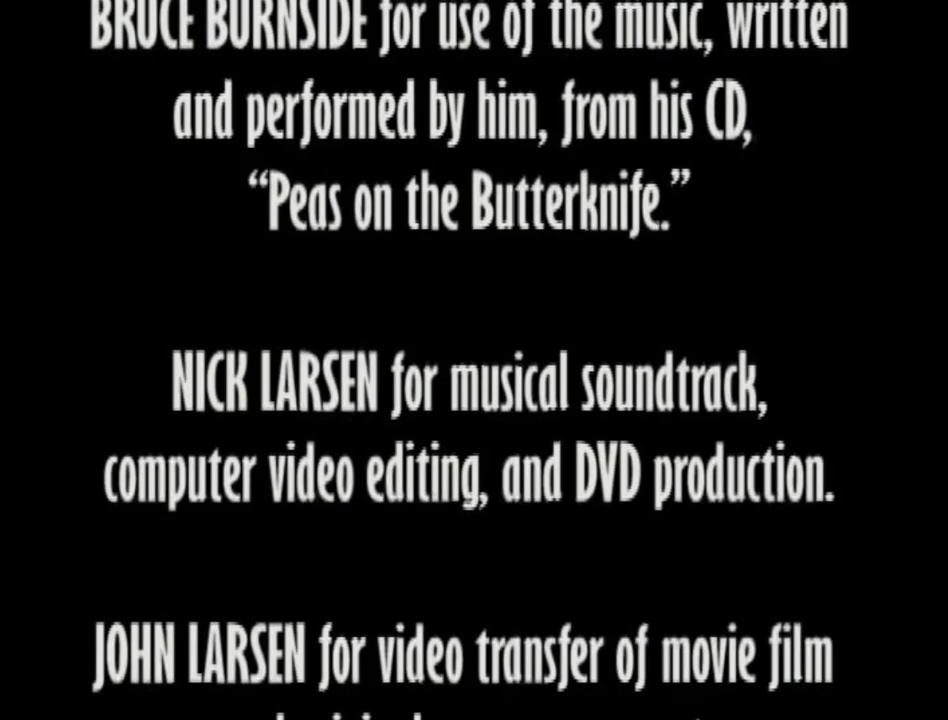 BRUCE BURNSIDE for use of the music, written
and performed by him, from his CD,
“Peas on the Butterknife.”
NICK LARSEN for musical soundtrack,
computer video editing, and DVD production.
JOHN LARSEN for video transfer of movie film